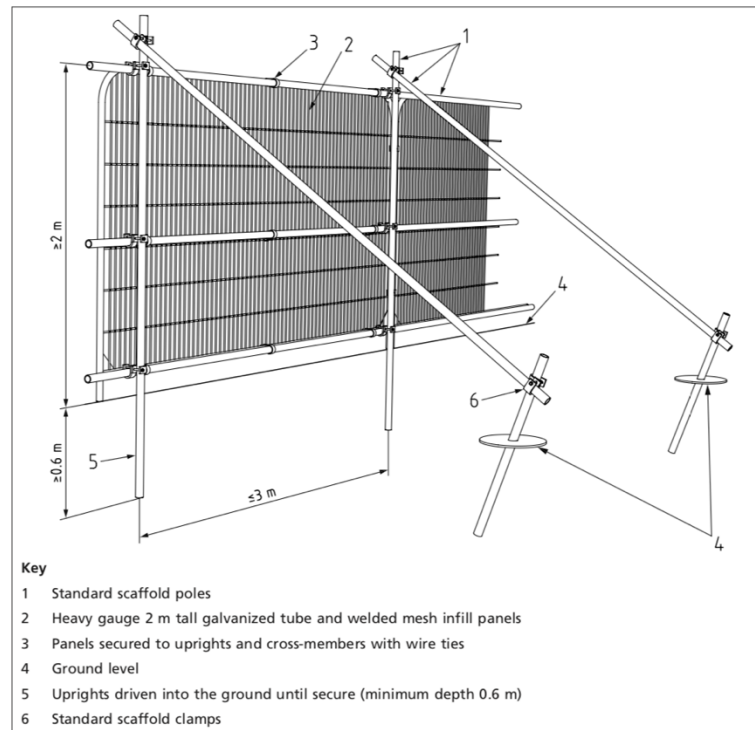 3
2
1
≥2 m
4
6
≥0.6 m
5
≤3 m
4
Key
1 Standard scaffold poles
2 Heavy gauge 2 m tall galvanized tube and welded mesh infill panels
3 Panels secured to uprights and cross-members with wire ties
4 Ground level
5 Uprights driven into the ground until secure (minimum depth 0.6 m)
6 Standard scaffold clamps